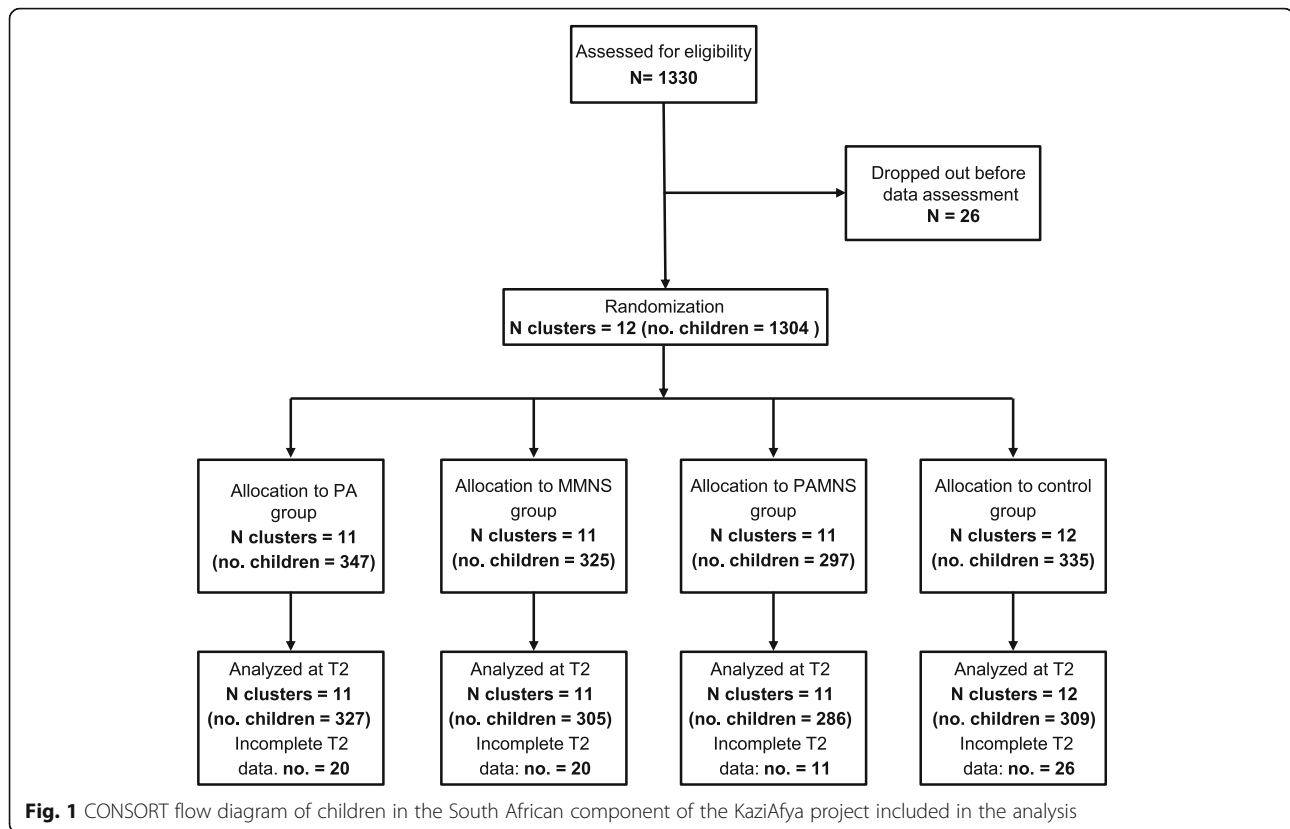 Assessed for eligibility
N= 1330
Dropped out before
data assessment
N = 26
Randomization
N clusters = 12 (no. children = 1304 )
Allocation to PA
group
N clusters = 11
(no. children = 347)
Allocation to MMNS
group
N clusters = 11
(no. children = 325)
Allocation to PAMNS
group
N clusters = 11
(no. children = 297)
Allocation to control
group
N clusters = 12
(no. children = 335)
Analyzed at T2
N clusters = 11
(no. children = 327)
Incomplete T2
data. no. = 20
Analyzed at T2
N clusters = 11
(no. children = 305)
Incomplete T2
data: no. = 20
Analyzed at T2
N clusters = 11
(no. children = 286)
Incomplete T2
data: no. = 11
Analyzed at T2
N clusters = 12
(no. children = 309)
Incomplete T2
data: no. = 26
Fig. 1 CONSORT flow diagram of children in the South African component of the KaziAfya project included in the analysis